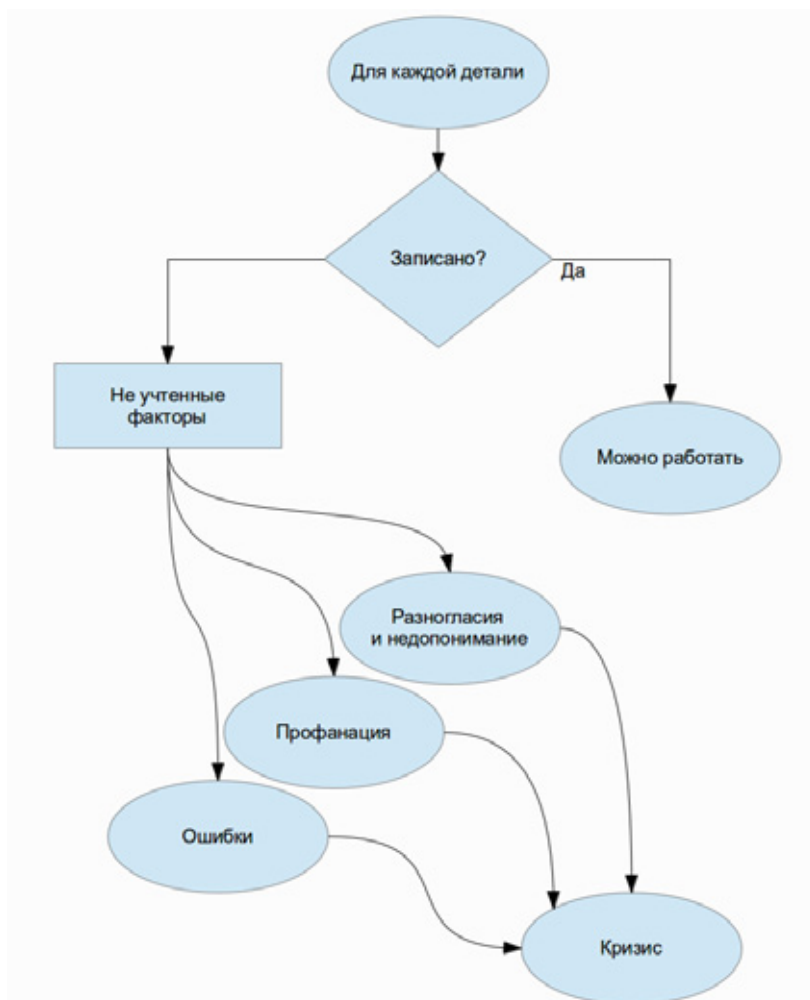 Для каждой детали
Записано?
Да
Не учтенные
факторы
Можно работать
Разногласия
и недопонимание
Профанация
Ошибки
Кризис